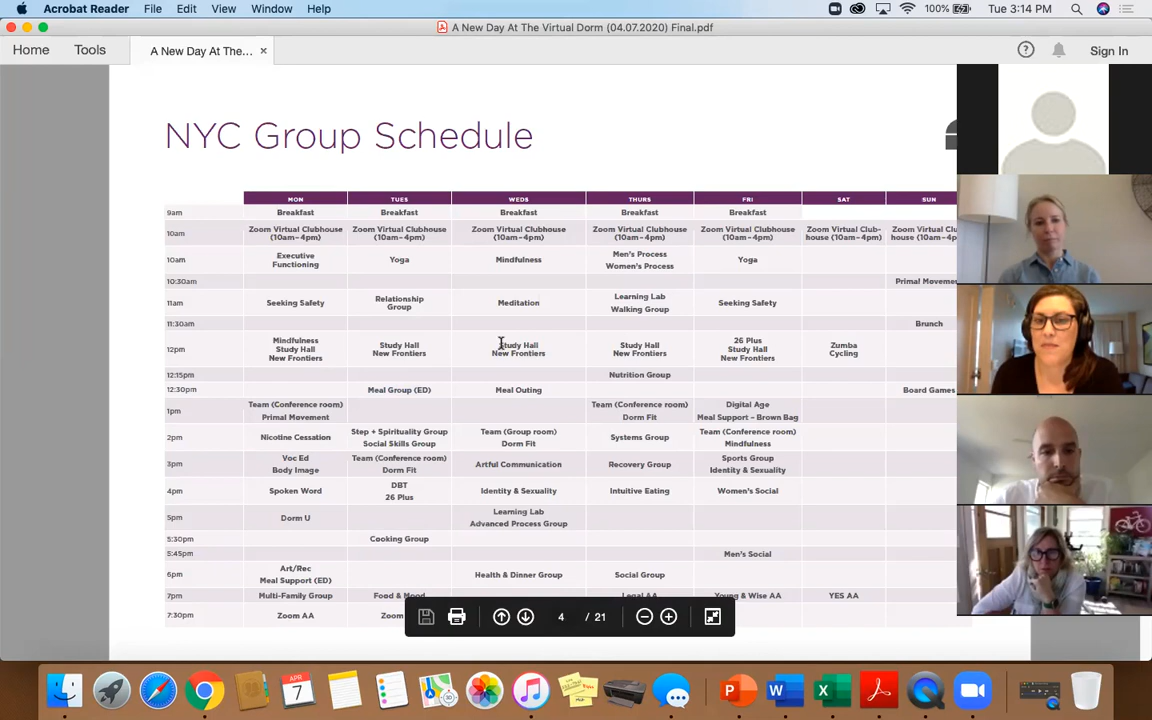 Acrobat Reader File Edit View Window Help 100% Tue 3:14 PM
A New Day At The Virtual Dorm (04.07.2020) Final.pdf
Home Tools A New Day At The... × Sign In
NYC Group Schedule
MON TUES WEDS THURS FRI SAT SUN
9am Breakfast Breakfast Breakfast Breakfast Breakfast
10am Zoom Virtual Clubhouse Zoom Virtual Clubhouse Zoom Virtual Clubhouse Zoom Virtual Clubhouse Zoom Virtual Clubhouse Zoom Virtual Club- Zoom Virtual Clu
(10am-4pm) (10am-4pm) (10am-4pm) (10am-4pm) (10am-4pm) house (10am-4pm) house (10am-4p
10am Executive Functioning Yoga Mindfulness Men's Process Yoga
Women's Process
10:30am Primal Movemen
11am Seeking Safety Relationship Group Meditation Learning Lab Seeking Safety
Walking Group
11:30am Brunch
12pm Mindfulness Study Hall Study Hall Study Hall 26 Plus Zumba
Study Hall New Frontiers New Frontiers New Frontiers Study Hall Cycling
New Frontiers New Frontiers
12:15pm Nutrition Group
12:30pm Meal Group (ED) Meal Outing Board Games
1pm Team (Conference room) Team (Conference room) Digital Age
Primal Movement Dorm Fit Meal Support - Brown Bag
2pm Nicotine Cessation Step + Spirituality Group Team (Group room) Systems Group Team (Conference room)
Social Skills Group Dorm Fit Mindfulness
3pm Voc Ed Team (Conference room) Artful Communication Recovery Group Sports Group
Body Image Dorm Fit Identity & Sexuality
4pm Spoken Word DBT Identity & Sexuality Intuitive Eating Women's Social
26 Plus
5pm Dorm U Learning Lab
Advanced Process Group
5:30pm Cooking Group
5:45pm Men's Social
6pm Art/Rec Health & Dinner Group Social Group
Meal Support (ED)
7pm Multi-Family Group Food & Mood Legal AA Young & Wise AA YES AA
7:30pm Zoom AA Zoom
4 / 21
APR
7